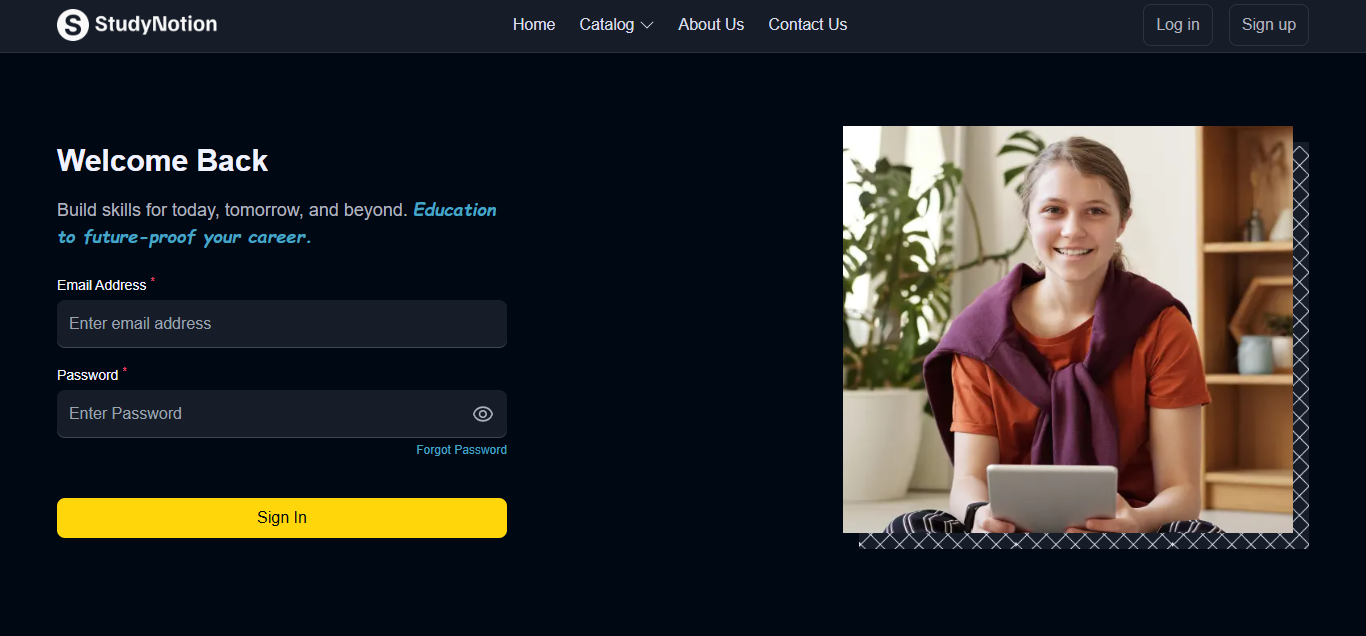 StudyNotion
Home
Catalog
About Us
Contact Us
Log in
Sign up
Welcome Back
Build skills for today, tomorrow, and beyond. Education
to future-proof your career.
Email Address *
Enter email address
Password *
Enter Password
Forgot Password
Sign In